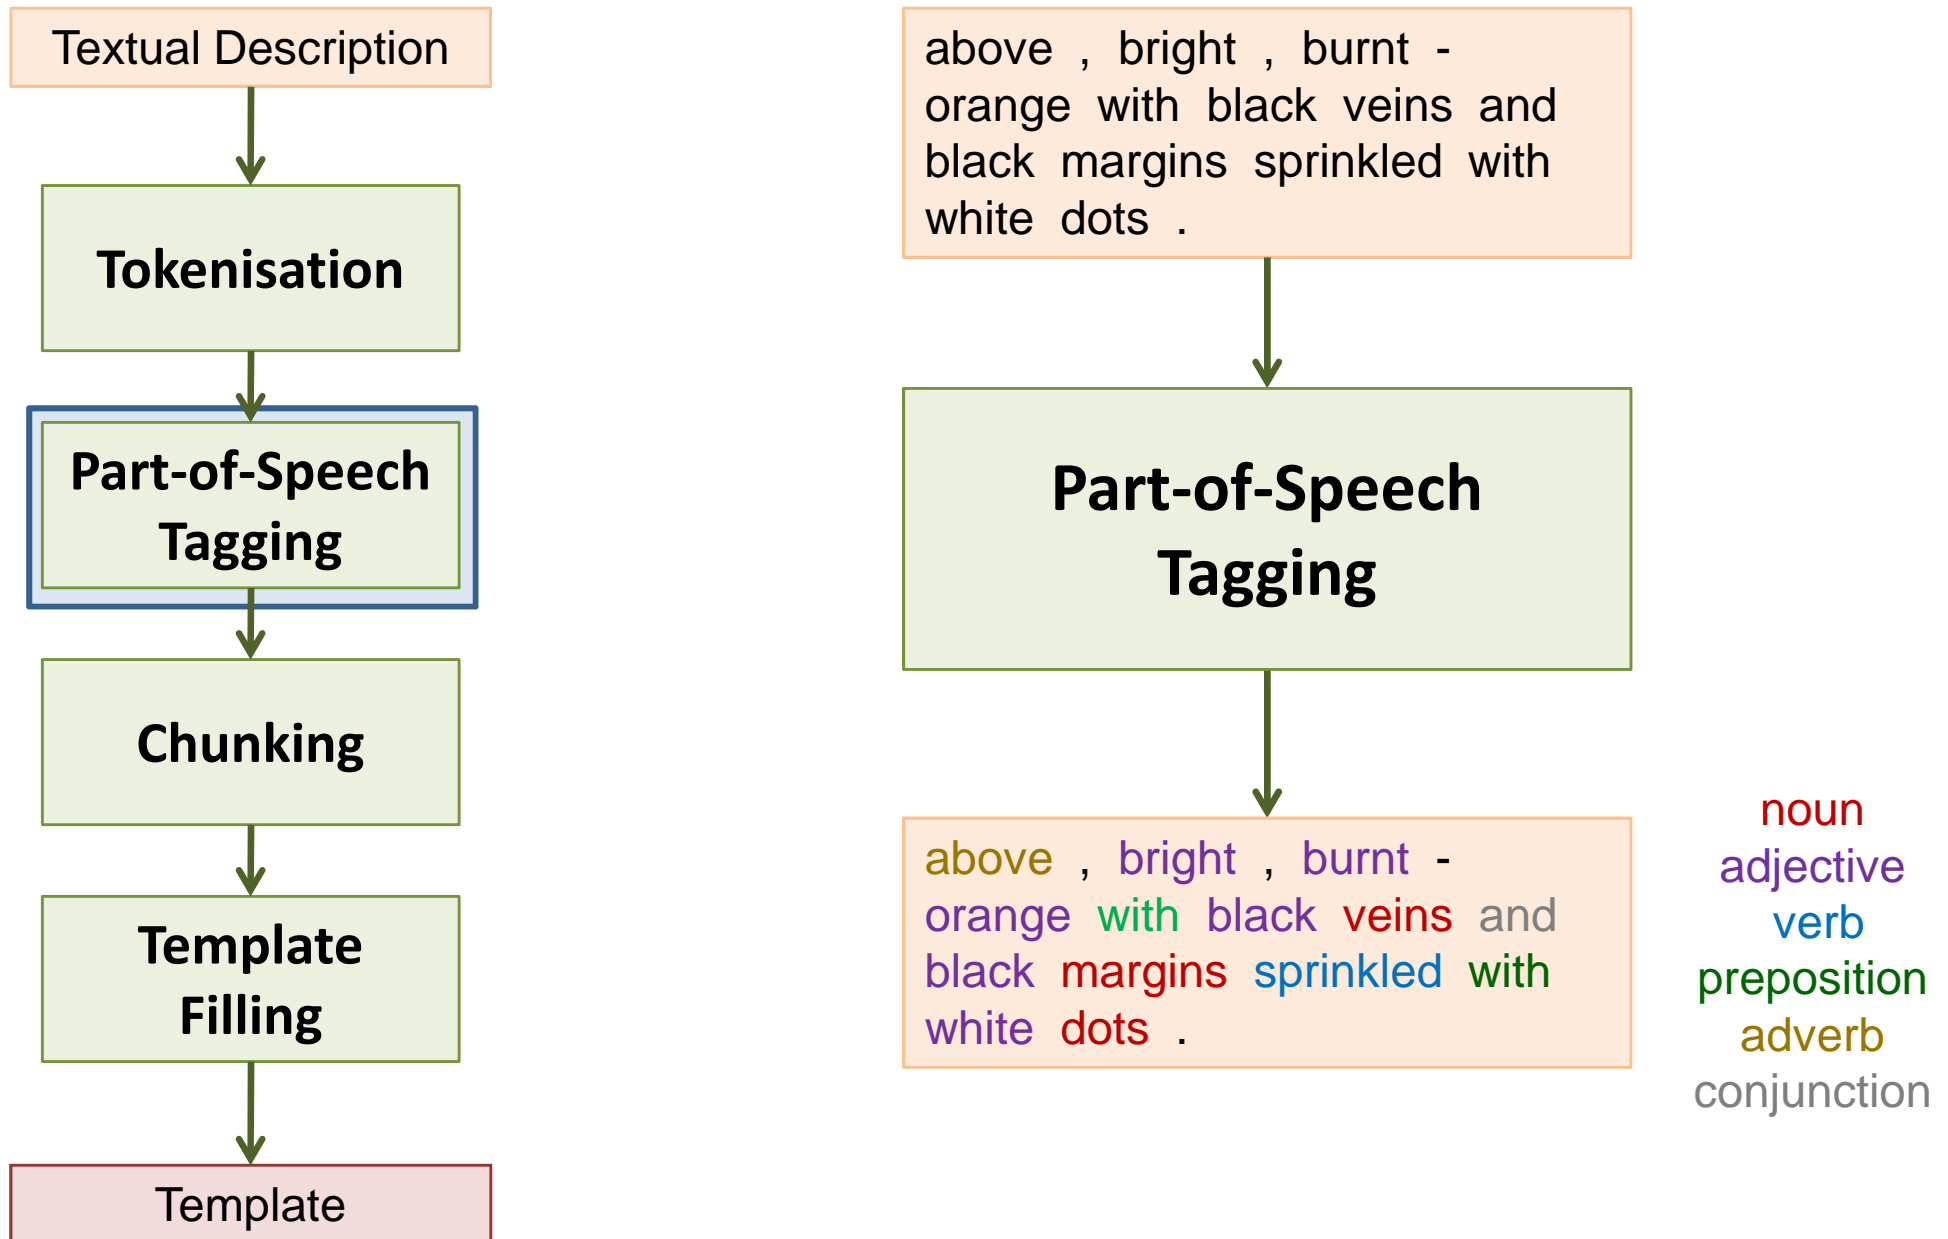 Textual Description
Tokenisation
Part-of-Speech
Tagging
Chunking
Template
Filling
Template
above , bright , burnt -
orange with black veins and
black margins sprinkled with
white dots .
Part-of-Speech
Tagging
above , bright , burnt -
orange with black veins and
black margins sprinkled with
white dots .
noun
adjective
verb
preposition
adverb
conjunction